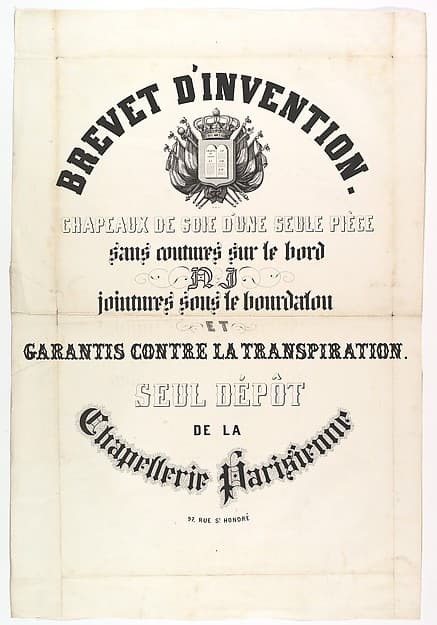 BREVET D'INVENTION.
CHAPEAUX DE SOIE D'UNE SEULE PIÈCE
sans coutures sur le bord
NI
jointures sous le bourdalou
ET
GARANTIS CONTRE LA TRANSPIRATION.
SEUL DÉPÔT
DE LA
Chapellerie Parisienne
97, RUE St HONORÉ